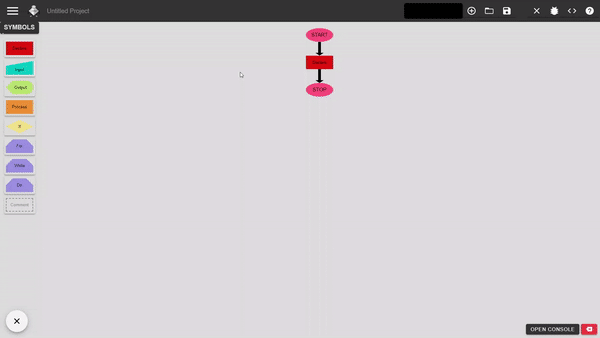 Untitled Project
SYMBOLS
START
Declare
STOP
Declare
Input
Output
Process
If
For
While
Do
Comment
OPEN CONSOLE